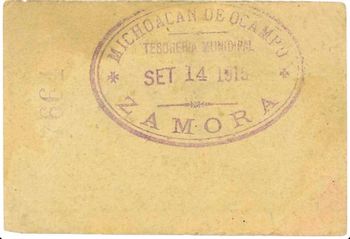 MICHOACAN DE OCAMPO
TESORERIA MUNICIPAL
SET 14 1915
ZAMORA